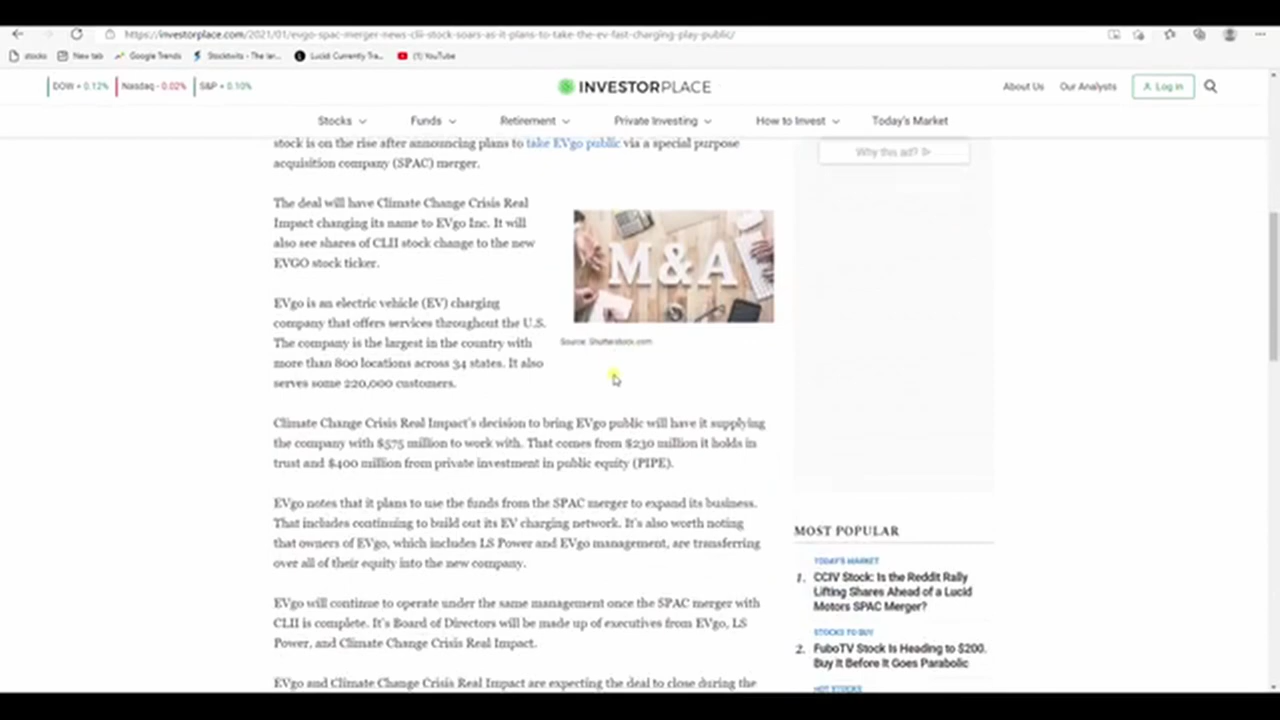 https://investorplace.com/2021/01/evgo-spac-merger-news-clii-stock-soars-as-it-plans-to-take-the-ev-fast-charging-play-public/
stocks New tab Google Trends Stocktwits - The lar... Lucid Currently Tra... (1) YouTube
DOW + 0.12% Nasdaq - 0.02% S&P + 0.10%
INVESTORPLACE
About Us Our Analysts Log in
Stocks Funds Retirement Private Investing How to Invest Today's Market
stock is on the rise after announcing plans to take EVgo public via a special purpose
acquisition company (SPAC) merger.
The deal will have Climate Change Crisis Real
Impact changing its name to EVgo Inc. It will
also see shares of CLII stock change to the new
EVGO stock ticker.
M&A
Source: Shutterstock.com
EVgo is an electric vehicle (EV) charging
company that offers services throughout the U.S.
The company is the largest in the country with
more than 800 locations across 34 states. It also
serves some 220,000 customers.
Climate Change Crisis Real Impact's decision to bring EVgo public will have it supplying
the company with $575 million to work with. That comes from $230 million it holds in
trust and $400 million from private investment in public equity (PIPE).
EVgo notes that it plans to use the funds from the SPAC merger to expand its business.
That includes continuing to build out its EV charging network. It's also worth noting
that owners of EVgo, which includes LS Power and EVgo management, are transferring
over all of their equity into the new company.
EVgo will continue to operate under the same management once the SPAC merger with
CLII is complete. It's Board of Directors will be made up of executives from EVgo, LS
Power, and Climate Change Crisis Real Impact.
EVgo and Climate Change Crisis Real Impact are expecting the deal to close during the
Why this ad?
MOST POPULAR
TODAY'S MARKET
1. CCIV Stock: Is the Reddit Rally
Lifting Shares Ahead of a Lucid
Motors SPAC Merger?
STOCKS TO BUY
2. FuboTV Stock Is Heading to $200.
Buy It Before It Goes Parabolic
HOT STOCKS